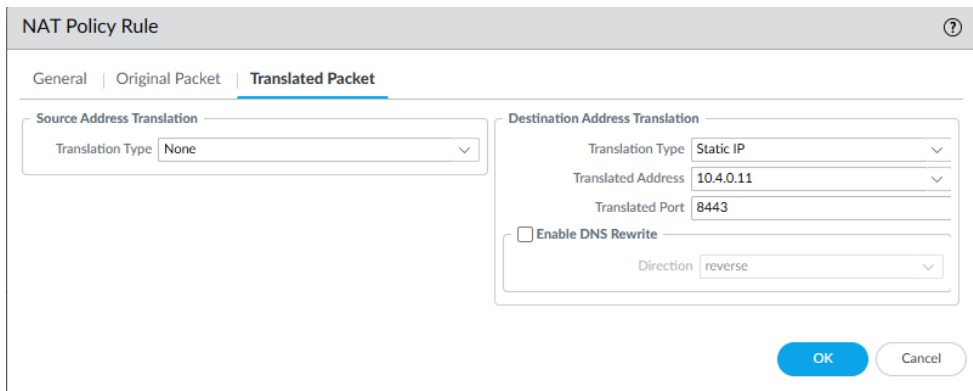 NAT Policy Rule
General | Original Packet | Translated Packet
Source Address Translation
Translation Type None
Destination Address Translation
Translation Type Static IP
Translated Address 10.4.0.11
Translated Port 8443
Enable DNS Rewrite
Direction reverse
OK Cancel